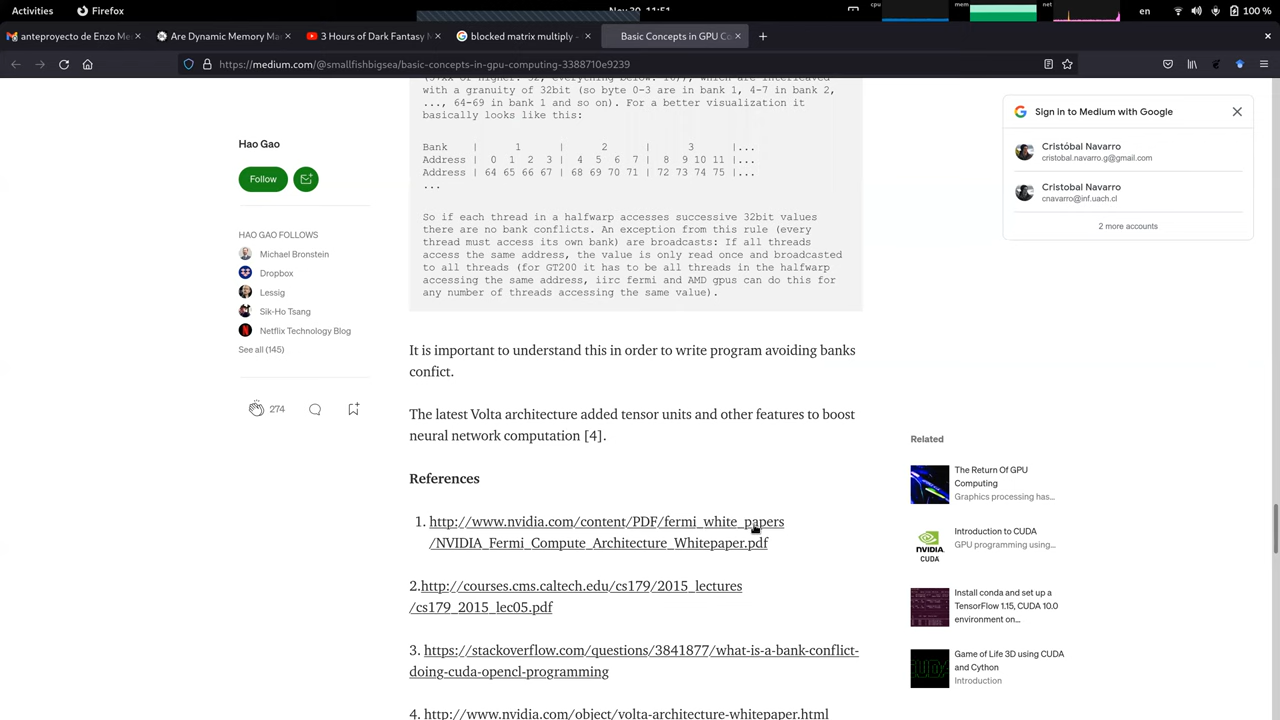 Activities
Firefox
Nov 30 11:51
cpu
mem
net
en
100 %
anteproyecto de Enzo Me
3 Hours
blocked matrix multiply -
Basic Concepts in GPU Co
https://medium.com/@smallfishbigsea/basic-concepts-in-gpu-computing-3388710e9239
Hao Gao
Follow
HAO GAO FOLLOWS
Michael Bronstein
Dropbox
Lessig
Sik-Ho Tsang
Netflix Technology Blog
See all (145)
274
with a granuity of 32bit (so byte 0-3 are in bank 1, 4-7 in bank 2,
..., 64-69 in bank 1 and so on). For a better visualization it
basically looks like this:
Bank | 1 | 2 | 3 |...
Address | 0 1 2 3 | 4 5 6 7 | 8 9 10 11 |...
Address | 64 65 66 67 | 68 69 70 71 | 72 73 74 75 |...
...
So if each thread in a halfwarp accesses successive 32bit values
there are no bank conflicts. An exception from this rule (every
thread must access its own bank) are broadcasts: If all threads
access the same address, the value is only read once and broadcasted
to all threads (for GT200 it has to be all threads in the halfwarp
accessing the same address, iirc fermi and AMD gpus can do this for
any number of threads accessing the same value).
It is important to understand this in order to write program avoiding banks
confict.
The latest Volta architecture added tensor units and other features to boost
neural network computation [4].
References
1. http://www.nvidia.com/content/PDF/fermi_white_papers
/NVIDIA_Fermi_Compute_Architecture_Whitepaper.pdf
2.http://courses.cms.caltech.edu/cs179/2015_lectures
/cs179_2015_lec05.pdf
3. https://stackoverflow.com/questions/3841877/what-is-a-bank-conflict-
doing-cuda-opencl-programming
4. http://www.nvidia.com/object/volta-architecture-whitepaper.html
Sign in to Medium with Google
Cristóbal Navarro
cristobal.navarro.g@gmail.com
Cristobal Navarro
cnavarro@inf.uach.cl
2 more accounts
Related
The Return Of GPU
Computing
Graphics processing has...
Introduction to CUDA
GPU programming using...
NVIDIA.
CUDA
Install conda and set up a
TensorFlow 1.15, CUDA 10.0
environment on...
Game of Life 3D using CUDA
and Cython
Introduction